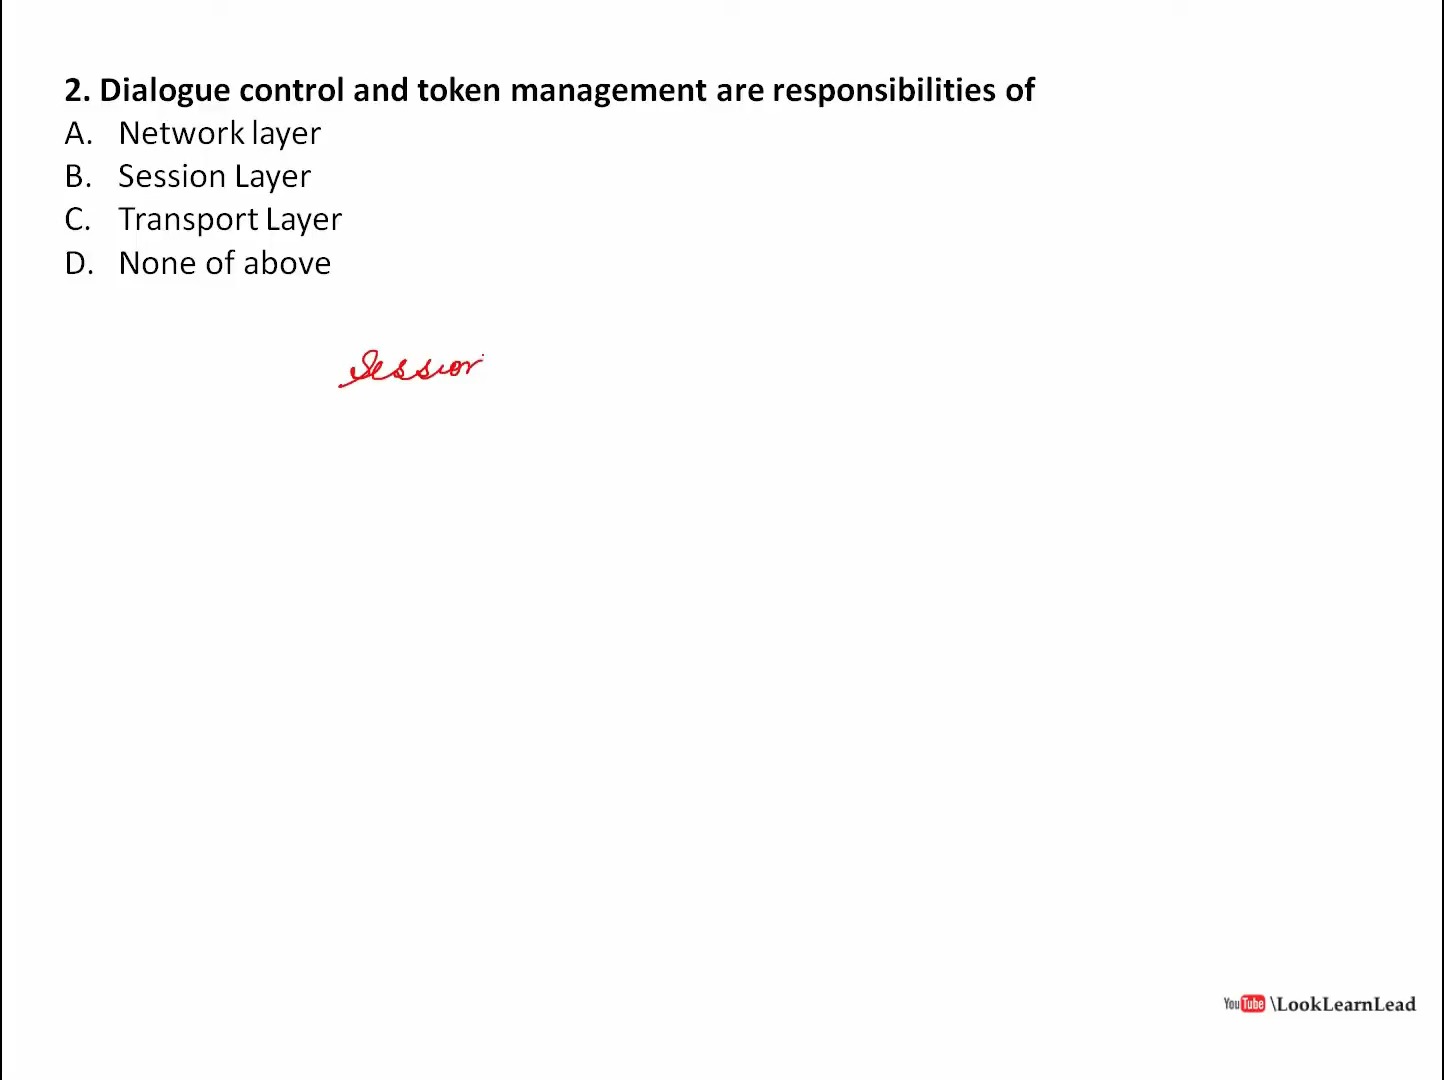 2. Dialogue control and token management are responsibilities of
A. Network layer
B. Session Layer
C. Transport Layer
D. None of above
Session
YouTube \LookLearnLead